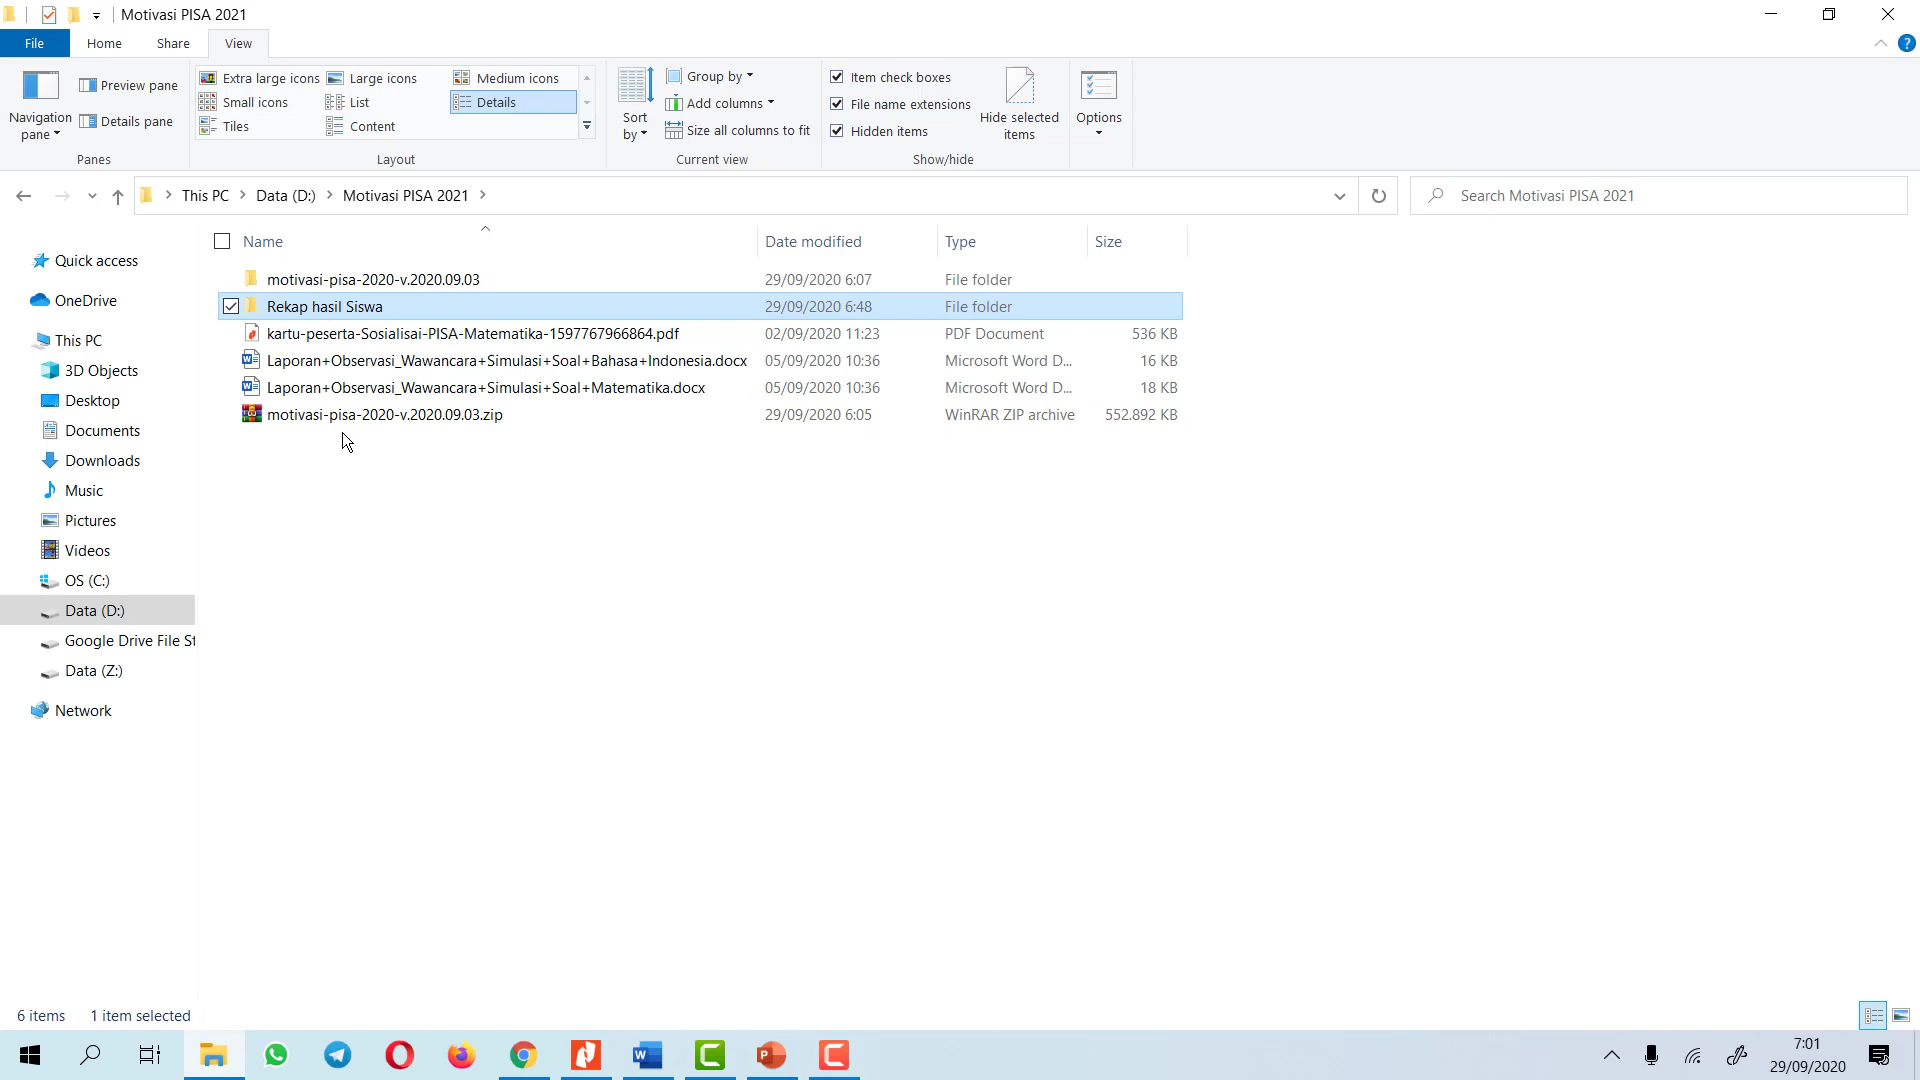 Motivasi PISA 2021
File Home Share View
Navigation pane
Preview pane
Details pane
Panes
Extra large icons Large icons Medium icons
Small icons List Details
Tiles Content
Layout
Sort by
Group by
Add columns
Size all columns to fit
Current view
Item check boxes
File name extensions
Hidden items
Hide selected items
Show/hide
Options
This PC Data (D:) Motivasi PISA 2021
Search Motivasi PISA 2021
Quick access
OneDrive
This PC
3D Objects
Desktop
Documents
Downloads
Music
Pictures
Videos
OS (C:)
Data (D:)
Google Drive File St
Data (Z:)
Network
Name Date modified Type Size
motivasi-pisa-2020-v.2020.09.03 29/09/2020 6:07 File folder
Rekap hasil Siswa 29/09/2020 6:48 File folder
kartu-peserta-Sosialisai-PISA-Matematika-1597767966864.pdf 02/09/2020 11:23 PDF Document 536 KB
Laporan+Observasi_Wawancara+Simulasi+Soal+Bahasa+Indonesia.docx 05/09/2020 10:36 Microsoft Word D... 16 KB
Laporan+Observasi_Wawancara+Simulasi+Soal+Matematika.docx 05/09/2020 10:36 Microsoft Word D... 18 KB
motivasi-pisa-2020-v.2020.09.03.zip 29/09/2020 6:05 WinRAR ZIP archive 552.892 KB
6 items 1 item selected
7:01
29/09/2020